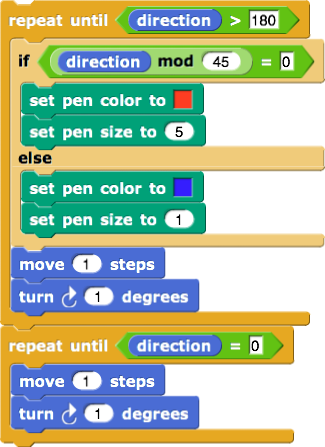 repeat until direction > 180
if direction mod 45 = 0
set pen color to
set pen size to 5
else
set pen color to
set pen size to 1
move 1 steps
turn 1 degrees
repeat until direction = 0
move 1 steps
turn 1 degrees